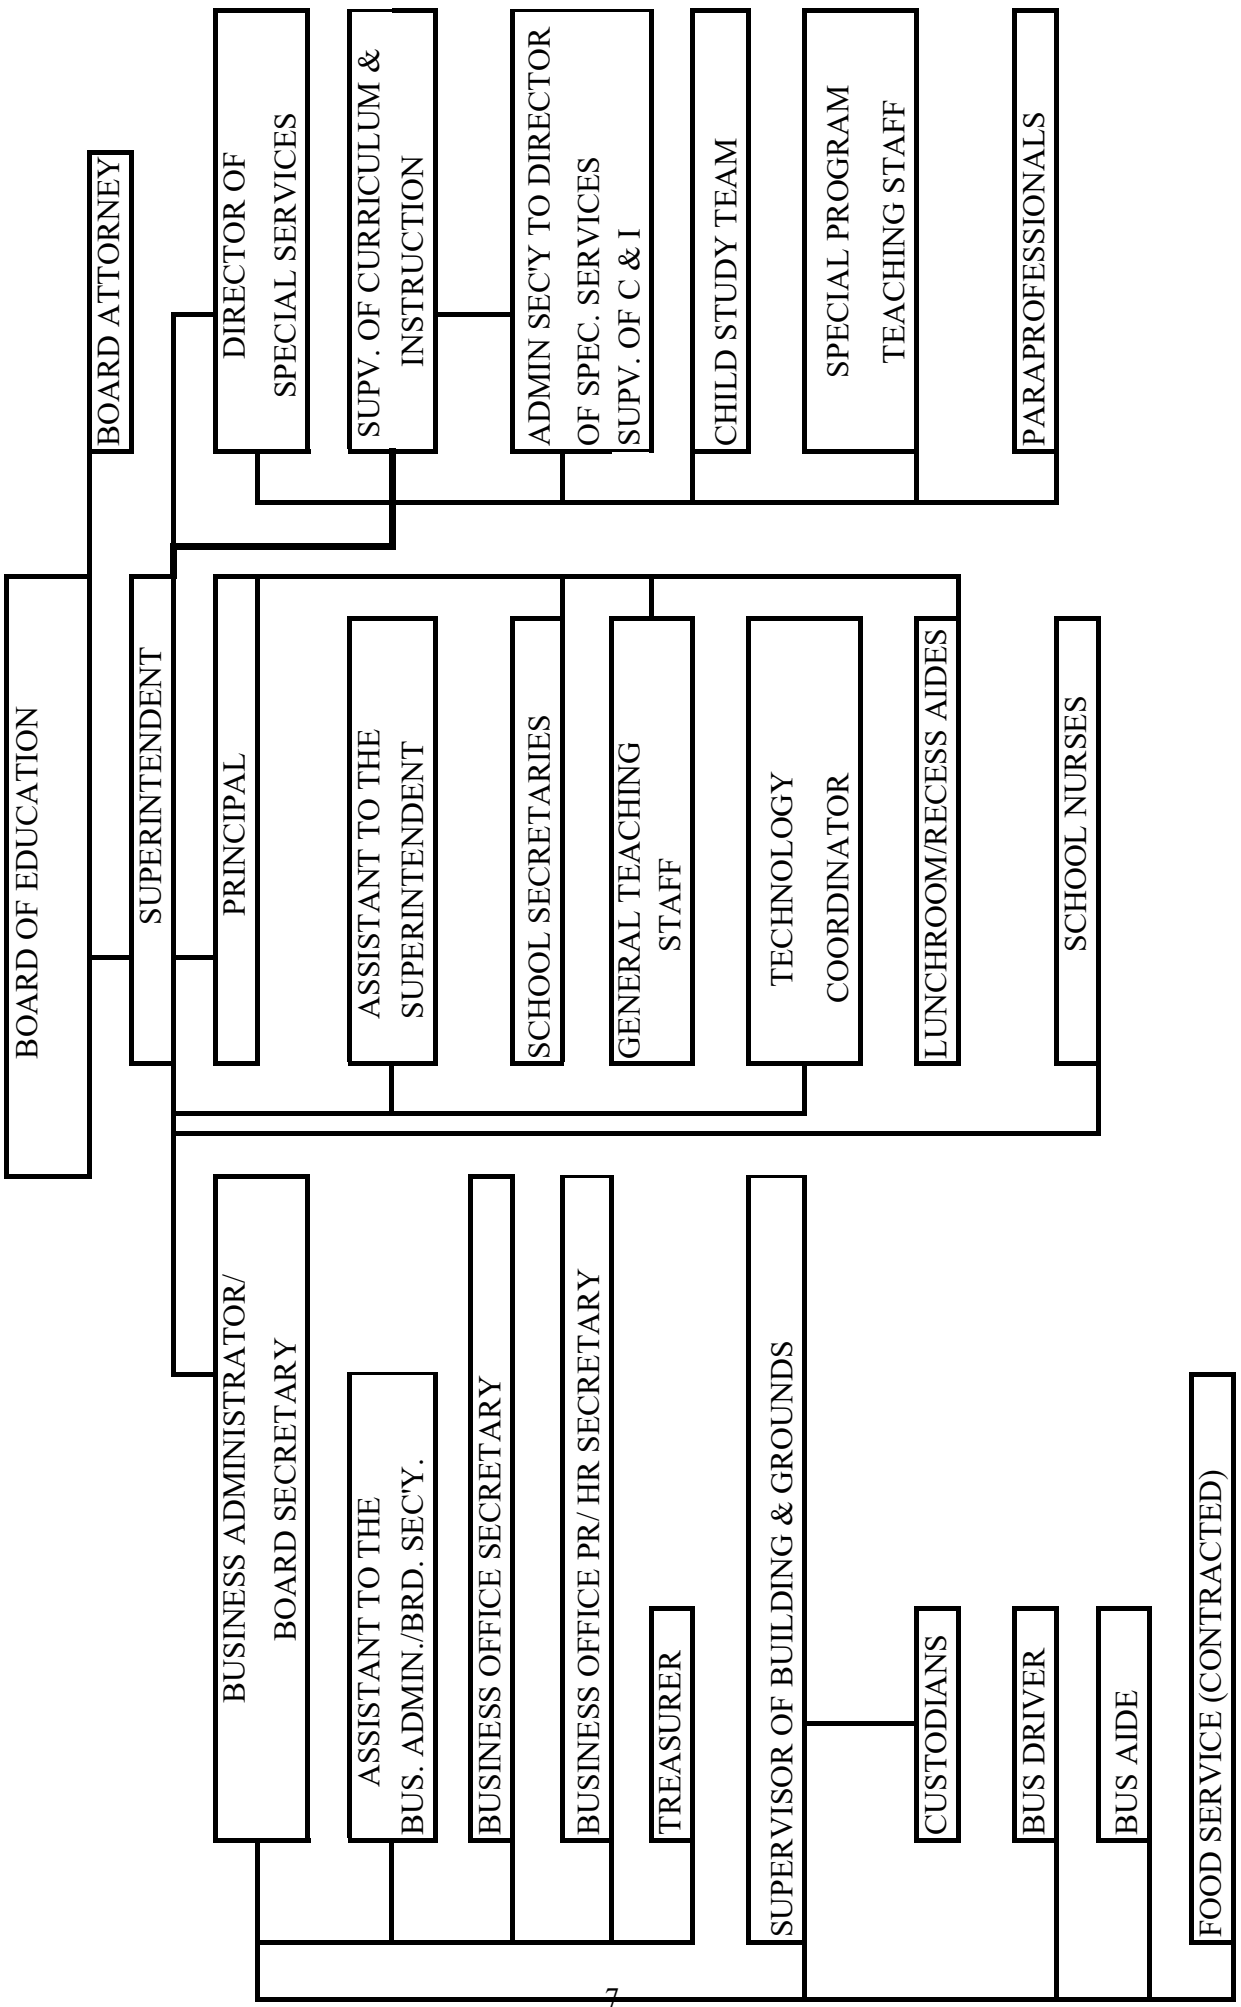 BOARD OF EDUCATION
BOARD ATTORNEY
SUPERINTENDENT
BUSINESS ADMINISTRATOR/
BOARD SECRETARY
PRINCIPAL
DIRECTOR OF
SPECIAL SERVICES
ASSISTANT TO THE
BUS. ADMIN./BRD. SEC'Y.
ASSISTANT TO THE
SUPERINTENDENT
SUPV. OF CURRICULUM &
INSTRUCTION
BUSINESS OFFICE SECRETARY
SCHOOL SECRETARIES
ADMIN SEC'Y TO DIRECTOR
OF SPEC. SERVICES
SUPV. OF C & I
BUSINESS OFFICE PR/ HR SECRETARY
GENERAL TEACHING
STAFF
TREASURER
CHILD STUDY TEAM
SUPERVISOR OF BUILDING & GROUNDS
TECHNOLOGY
COORDINATOR
SPECIAL PROGRAM
TEACHING STAFF
CUSTODIANS
LUNCHROOM/RECESS AIDES
BUS DRIVER
PARAPROFESSIONALS
SCHOOL NURSES
BUS AIDE
FOOD SERVICE (CONTRACTED)
7